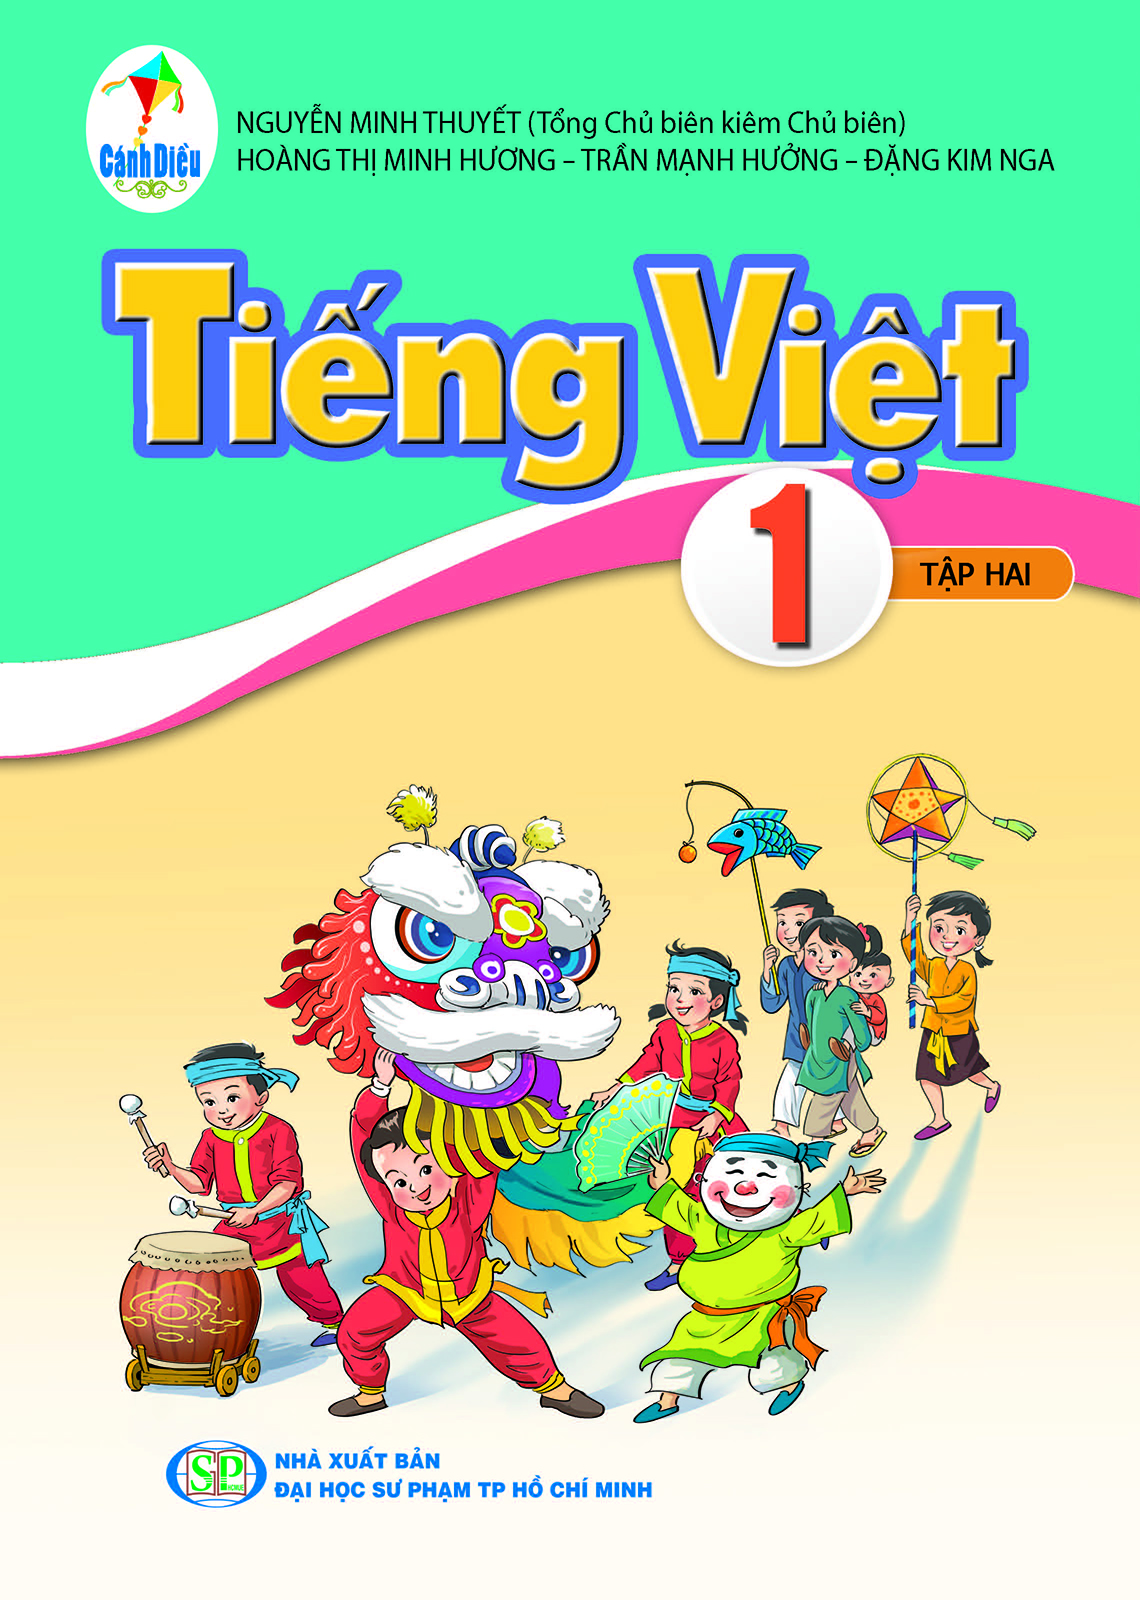 Cánh Diều
NGUYỄN MINH THUYẾT (Tổng Chủ biên kiêm Chủ biên)
HOÀNG THỊ MINH HƯƠNG – TRẦN MẠNH HƯỞNG – ĐẶNG KIM NGA
Tiếng Việt
1
TẬP HAI
SP
HCMUE
NHÀ XUẤT BẢN
ĐẠI HỌC SƯ PHẠM TP HỒ CHÍ MINH